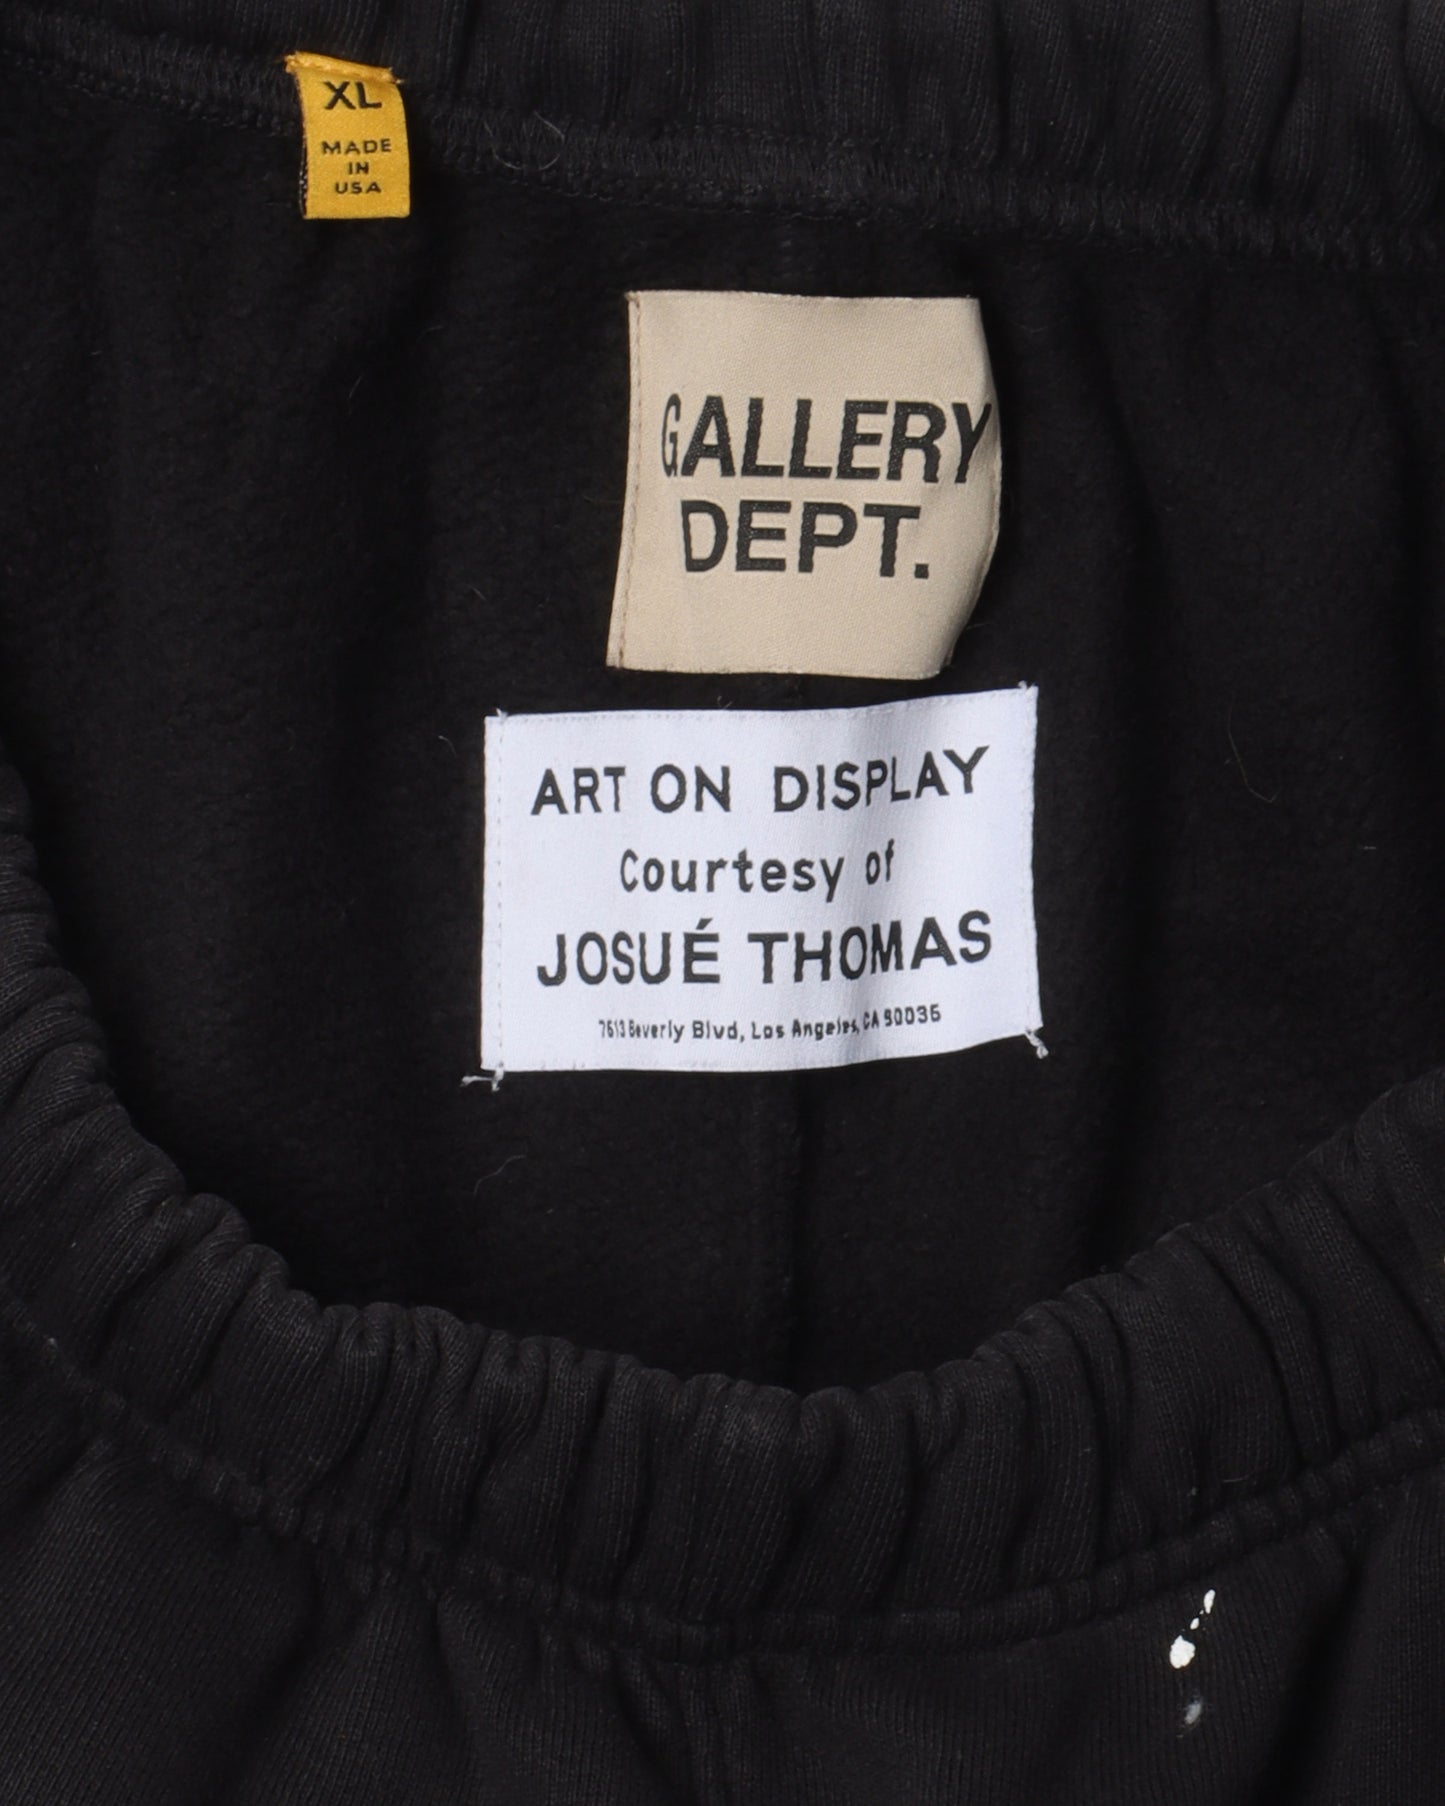 XL
MADE
IN
USA
GALLERY
DEPT.
ART ON DISPLAY
Courtesy of
JOSUÉ THOMAS
7613 Beverly Blvd, Los Angeles, CA 90036